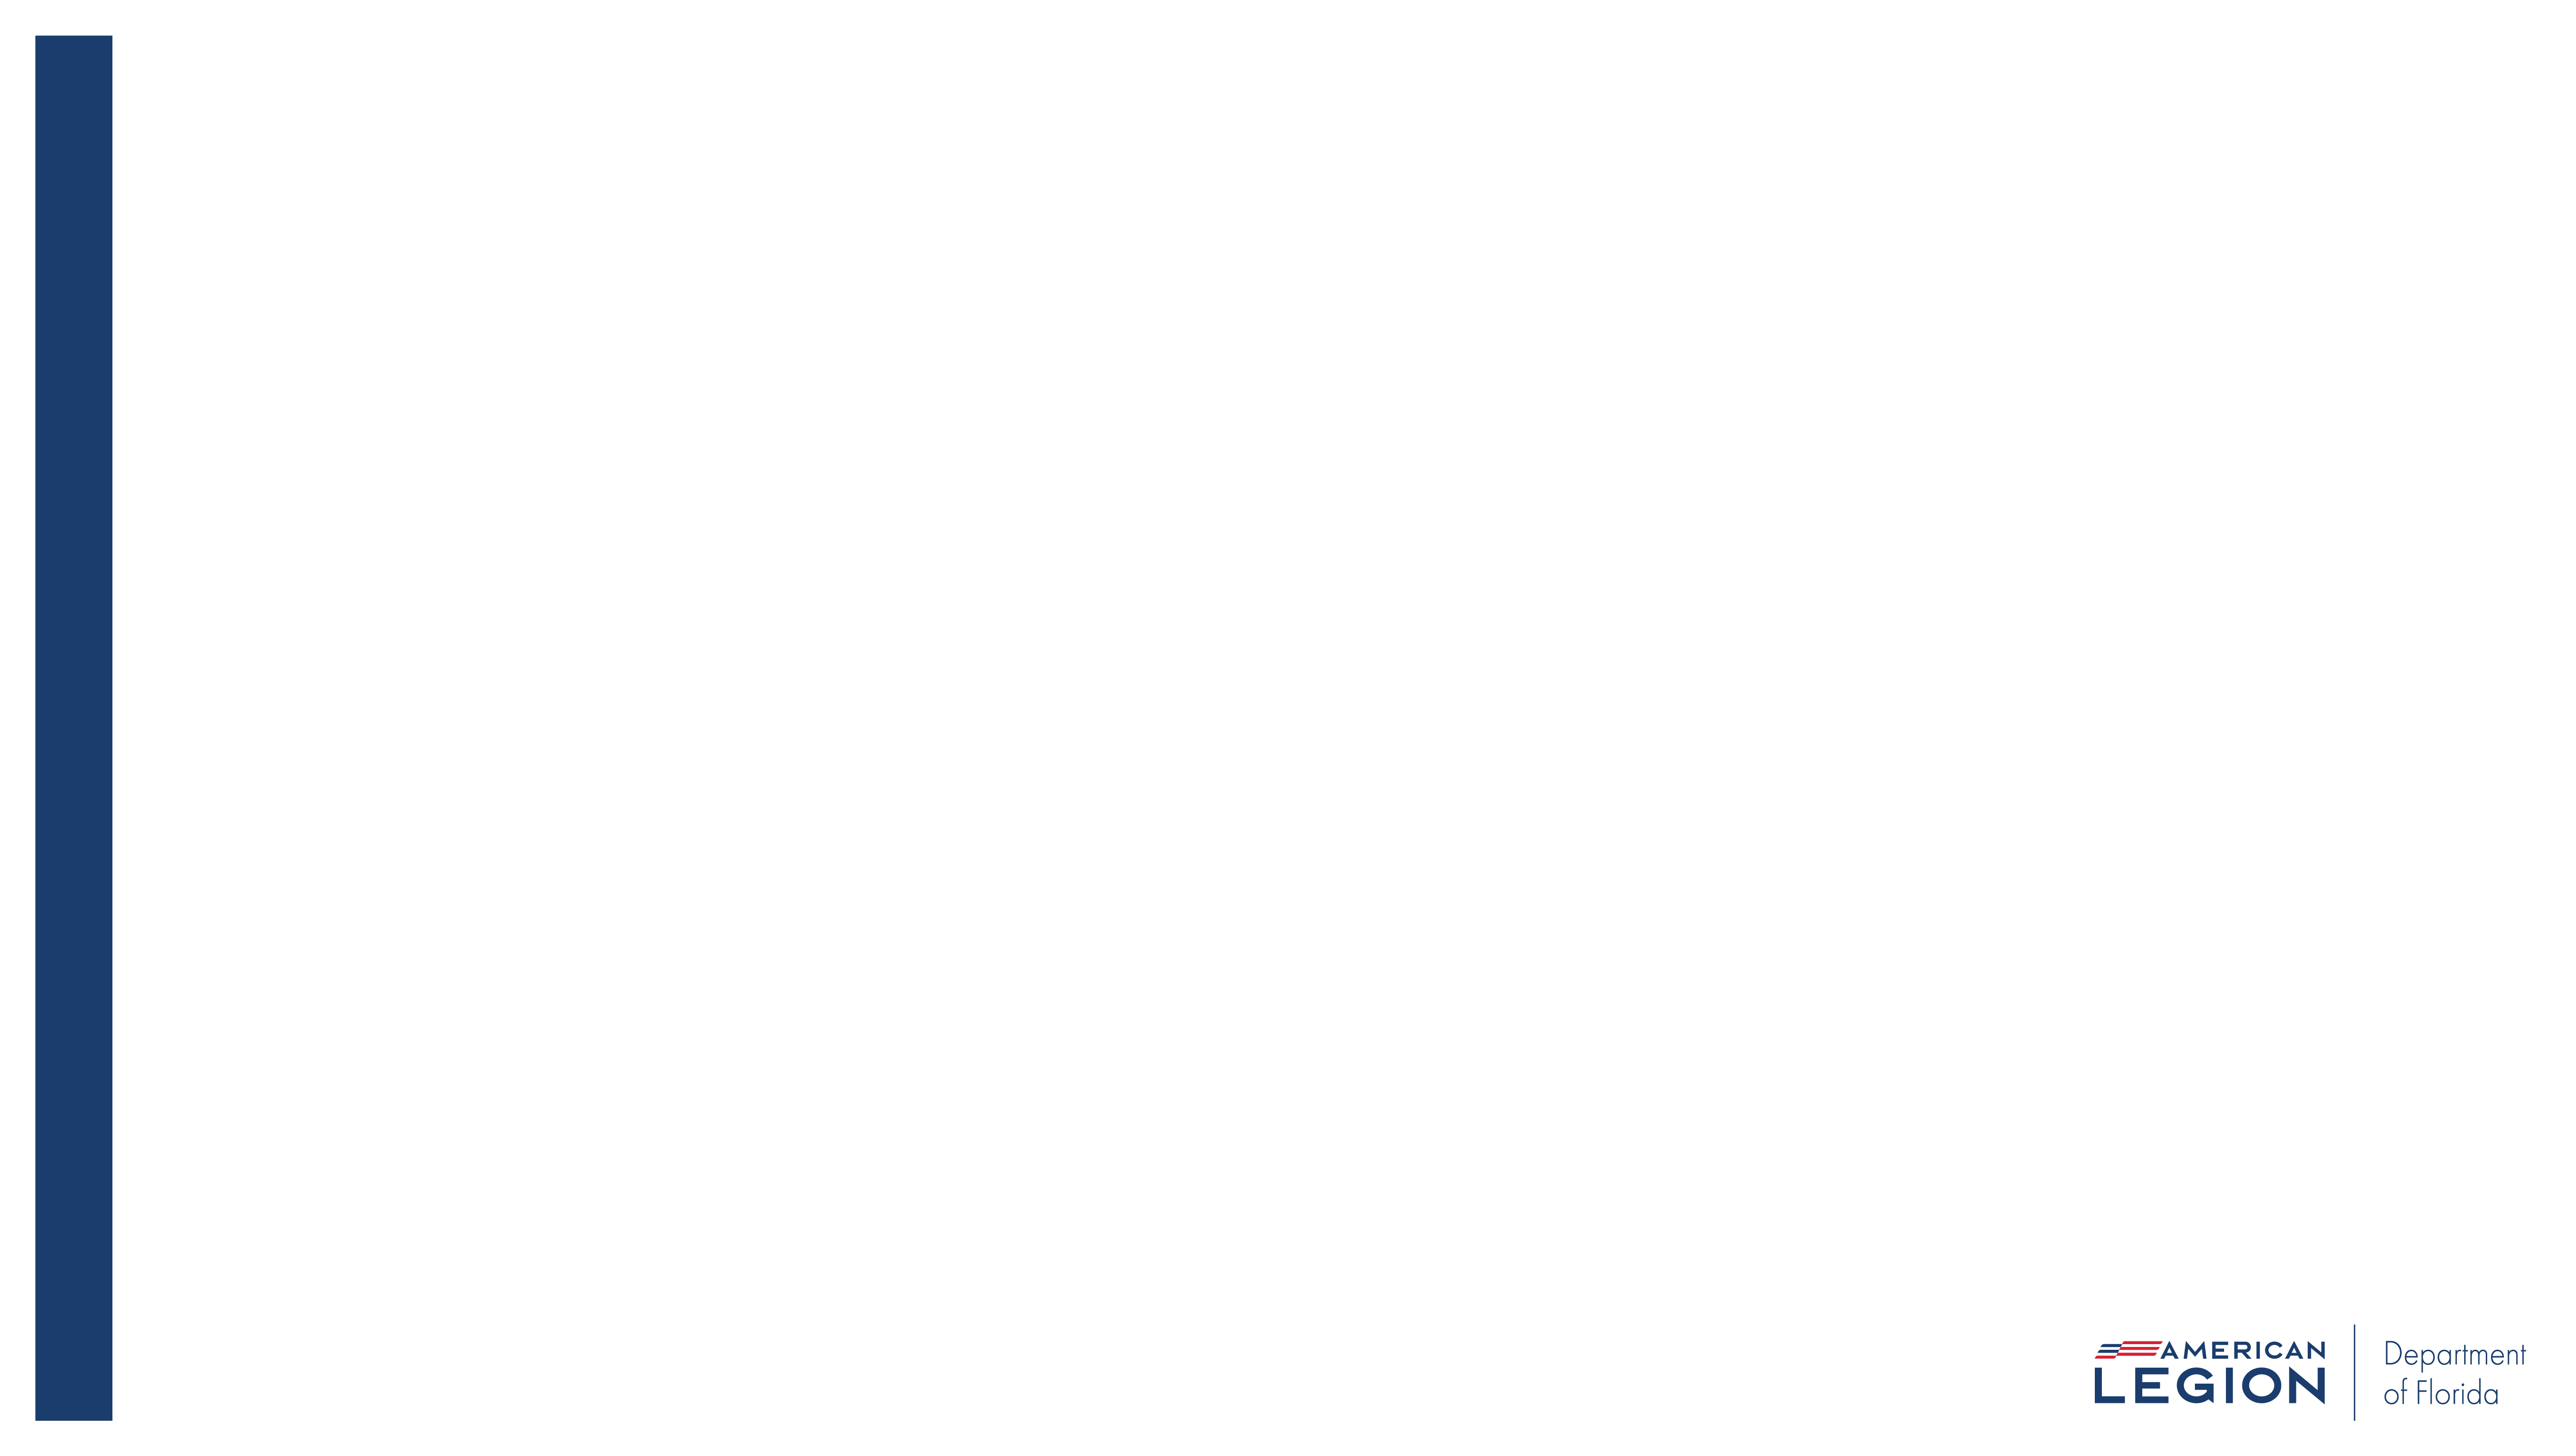 AMERICAN
LEGION
Department
of Florida